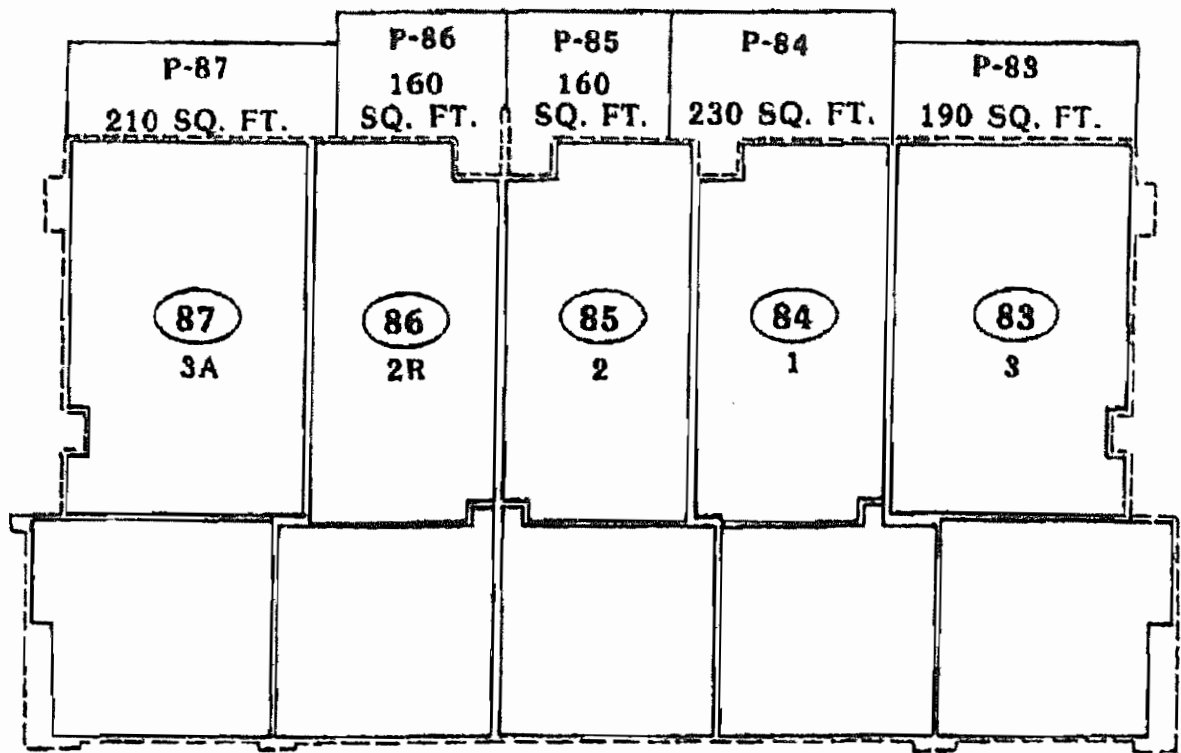 P-87
210 SQ. FT.
P-86
160
SQ. FT.
P-85
160
SQ. FT.
P-84
230 SQ. FT.
P-83
190 SQ. FT.
87
3A
86
2R
85
2
84
1
83
3